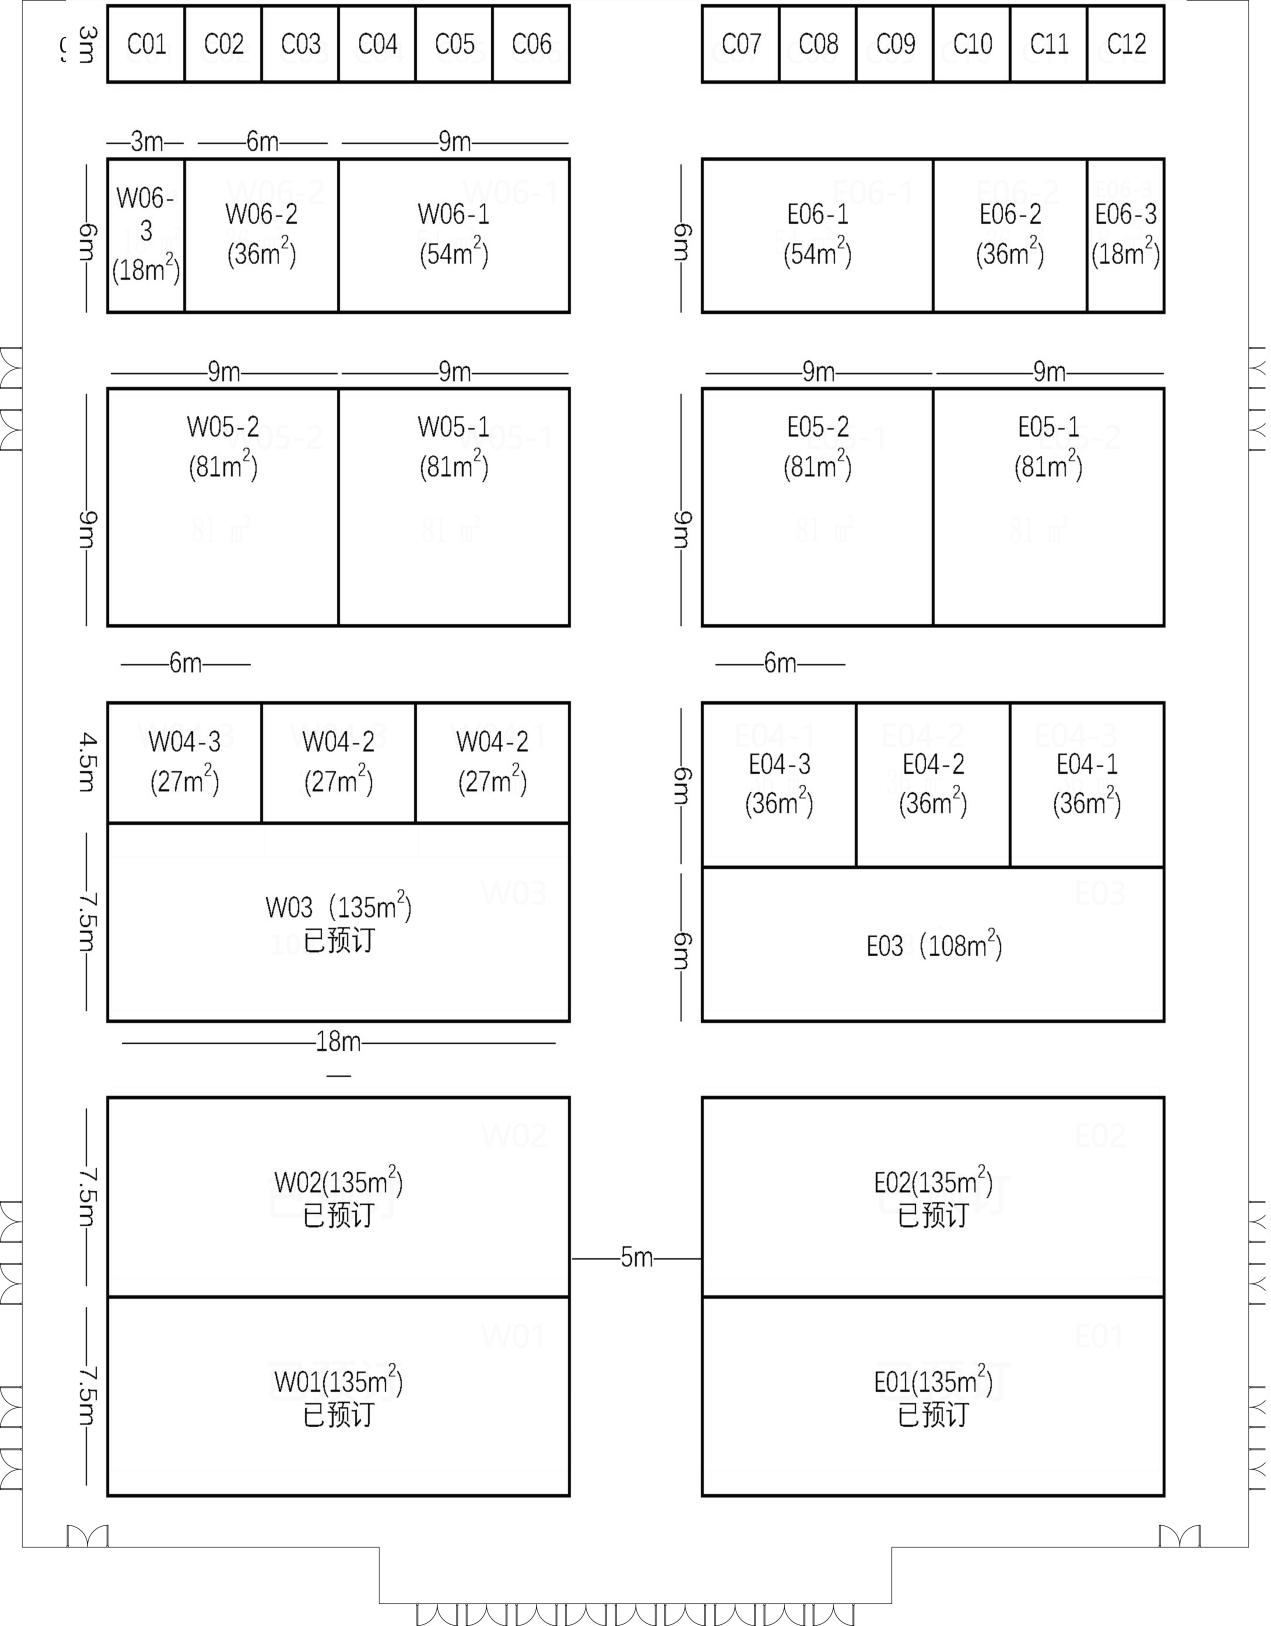 3m
C01 C02 C03 C04 C05 C06 C07 C08 C09 C10 C11 C12
3m 6m 9m
6m
W06-
3
(18m²)
W06-2
(36m²)
W06-1
(54m²)
6m
E06-1
(54m²)
E06-2
(36m²)
E06-3
(18m²)
9m 9m 9m 9m
9m
W05-2
(81m²)
W05-1
(81m²)
9m
E05-2
(81m²)
E05-1
(81m²)
6m 6m
4.5m
W04-3
(27m²)
W04-2
(27m²)
W04-2
(27m²)
6m
E04-3
(36m²)
E04-2
(36m²)
E04-1
(36m²)
7.5m
W03（135m²)
已预订
6m
E03（108m²)
18m
7.5m
W02(135m²)
已预订
E02(135m²)
已预订
5m
7.5m
W01(135m²)
已预订
E01(135m²)
已预订